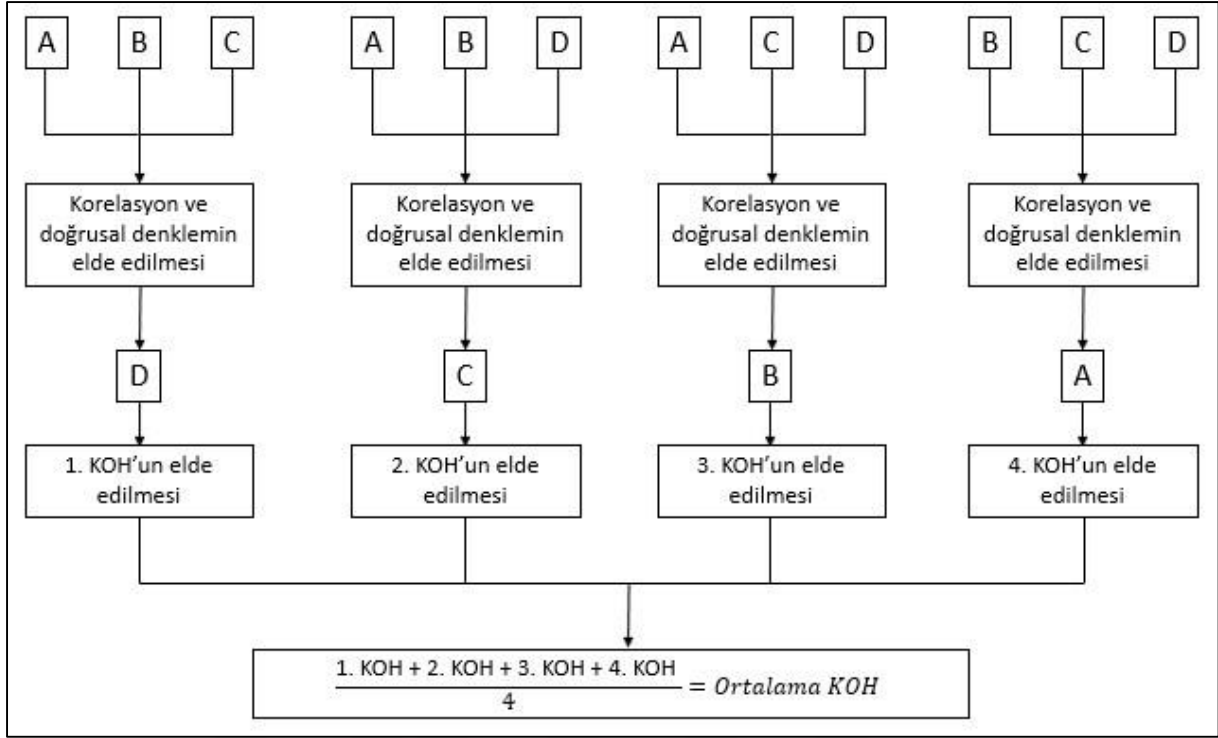 A B C A B D A C D B C D
Korelasyon ve
doğrusal denklemin
elde edilmesi
Korelasyon ve
doğrusal denklemin
elde edilmesi
Korelasyon ve
doğrusal denklemin
elde edilmesi
Korelasyon ve
doğrusal denklemin
elde edilmesi
D C B A
1. KOH'un elde
edilmesi
2. KOH'un elde
edilmesi
3. KOH'un elde
edilmesi
4. KOH'un elde
edilmesi
1. KOH + 2. KOH + 3. KOH + 4. KOH
4
= Ortalama KOH